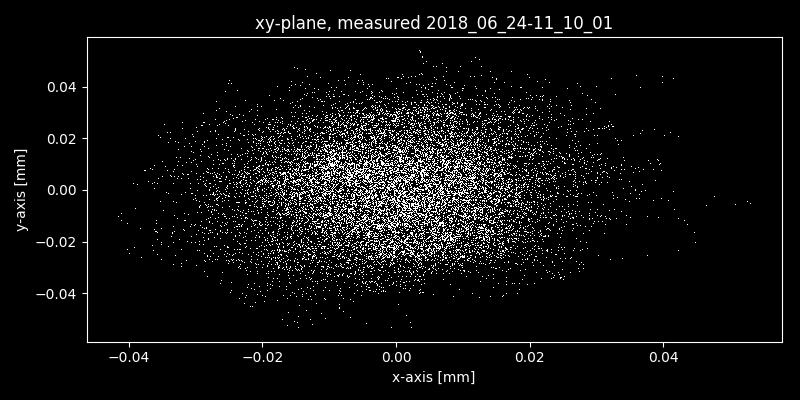 xy-plane, measured 2018_06_24-11_10_01
0.04
0.02
0.00
−0.02
−0.04
y-axis [mm]
−0.04 −0.02 0.00 0.02 0.04
x-axis [mm]